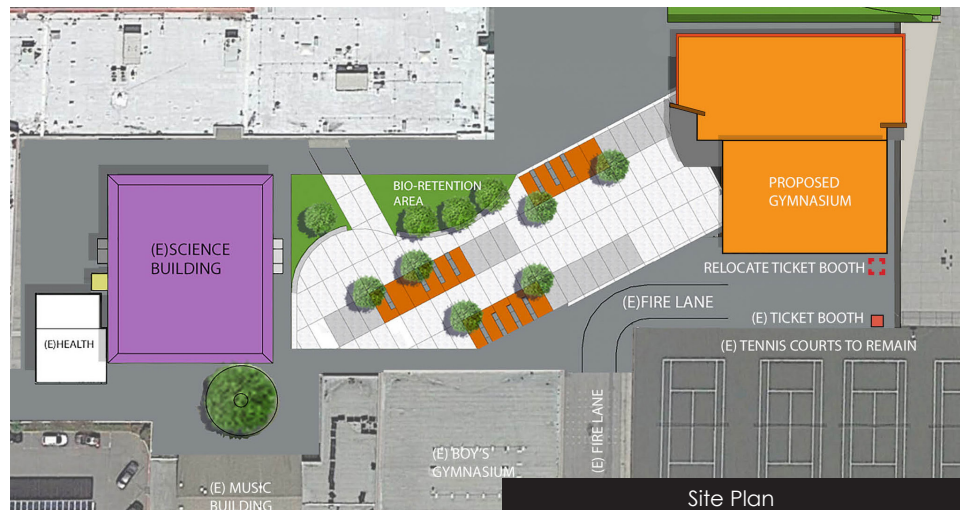 BIO-RETENTION
AREA
PROPOSED
GYMNASIUM
(E)SCIENCE
BUILDING
RELOCATE TICKET BOOTH
(E)FIRE LANE
(E) TICKET BOOTH
(E)HEALTH
(E) TENNIS COURTS TO REMAIN
(E) FIRE LANE
(E) BOY'S
GYMNASIUM
(E) MUSIC
BUILDING
Site Plan